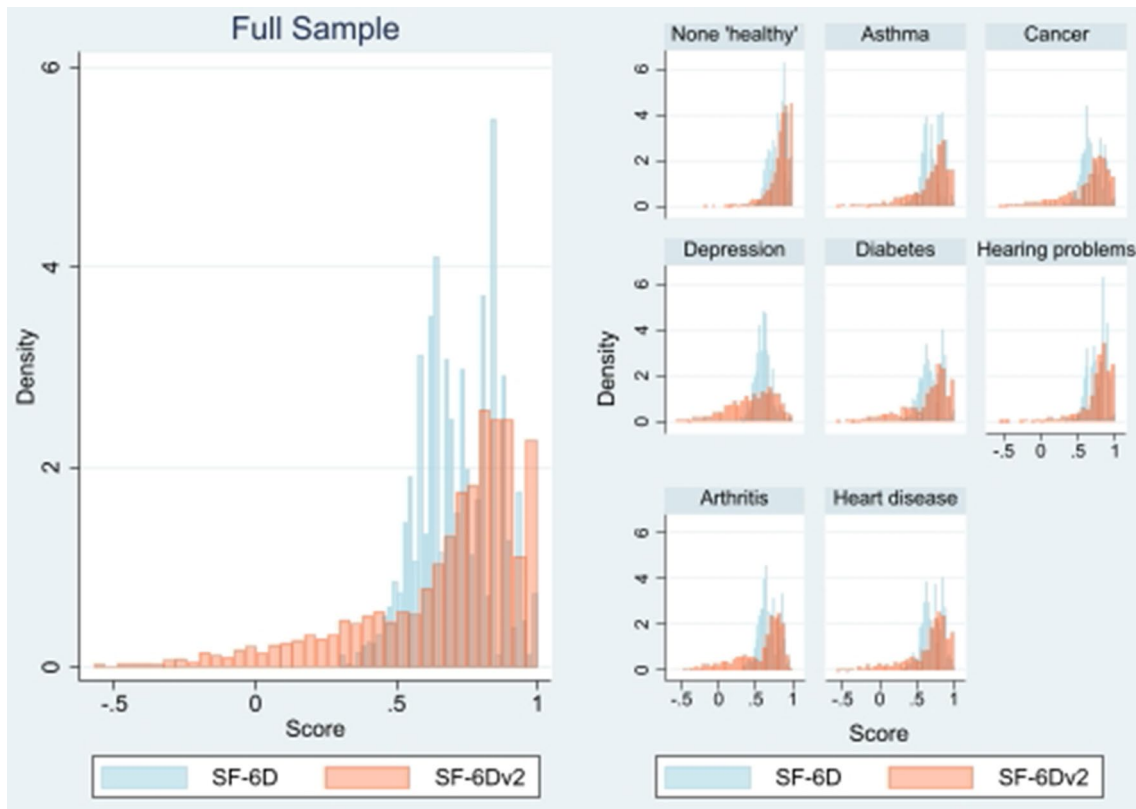 Full Sample
6
4
2
0
Density
-.5 0 .5 1
Score
SF-6D SF-6Dv2
None 'healthy' Asthma Cancer
6
4
2
0
Depression Diabetes Hearing problems
6
4
2
0
Density
-.5 0 .5 1
Arthritis Heart disease
6
4
2
0
-.5 0 .5 1 -.5 0 .5 1
Score
SF-6D SF-6Dv2